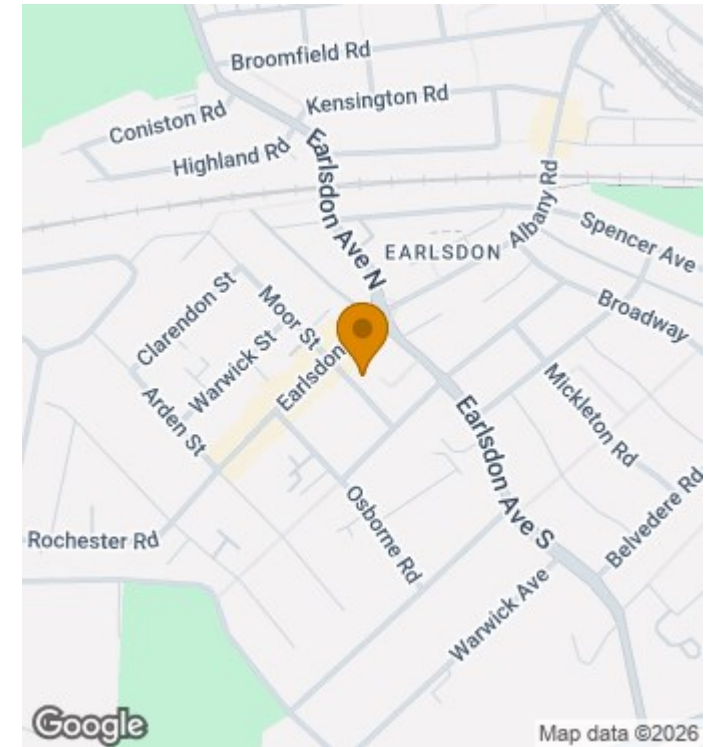 Broomfield Rd
Kensington Rd
Coniston Rd
Highland Rd
Earlsdon Ave N
Albany Rd
Spencer Ave
EARLSDON
Clarendon St
Moor St
Broadway
Warwick St
Earlsdon
Arden St
Mickleton Rd
Earlsdon Ave S
Osborne Rd
Belvedere Rd
Rochester Rd
Warwick Ave
Google
Map data ©2026